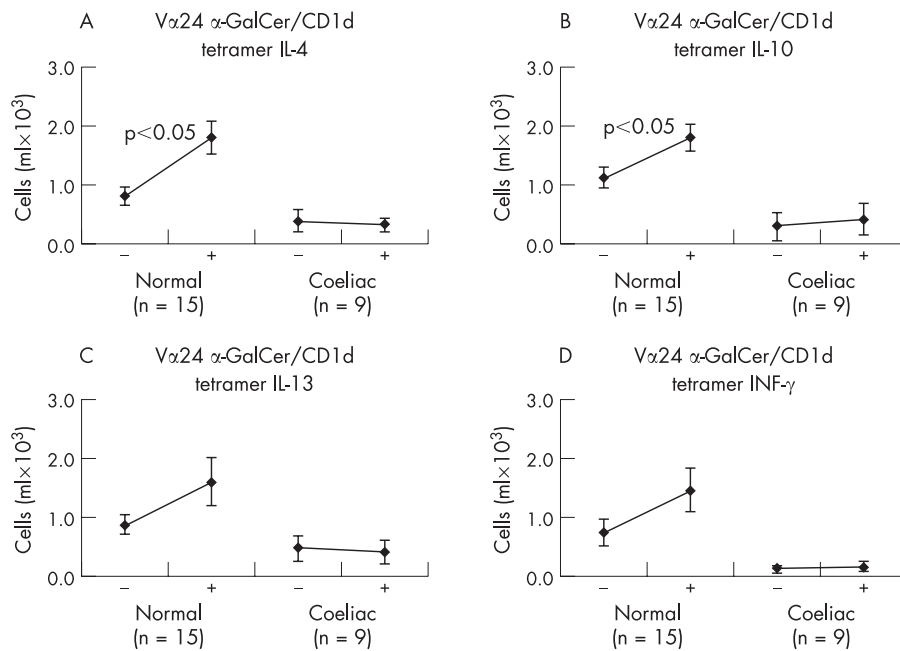 A
Vα24 α-GalCer/CD1d
tetramer IL-4
Cells (ml×10³)
3.0
2.0
1.0
0.0
p<0.05
– + – +
Normal Coeliac
(n = 15) (n = 9)
B
Vα24 α-GalCer/CD1d
tetramer IL-10
Cells (ml×10³)
3.0
2.0
1.0
0.0
p<0.05
– + – +
Normal Coeliac
(n = 15) (n = 9)
C
Vα24 α-GalCer/CD1d
tetramer IL-13
Cells (ml×10³)
3.0
2.0
1.0
0.0
– + – +
Normal Coeliac
(n = 15) (n = 9)
D
Vα24 α-GalCer/CD1d
tetramer INF-γ
Cells (ml×10³)
3.0
2.0
1.0
0.0
– + – +
Normal Coeliac
(n = 15) (n = 9)